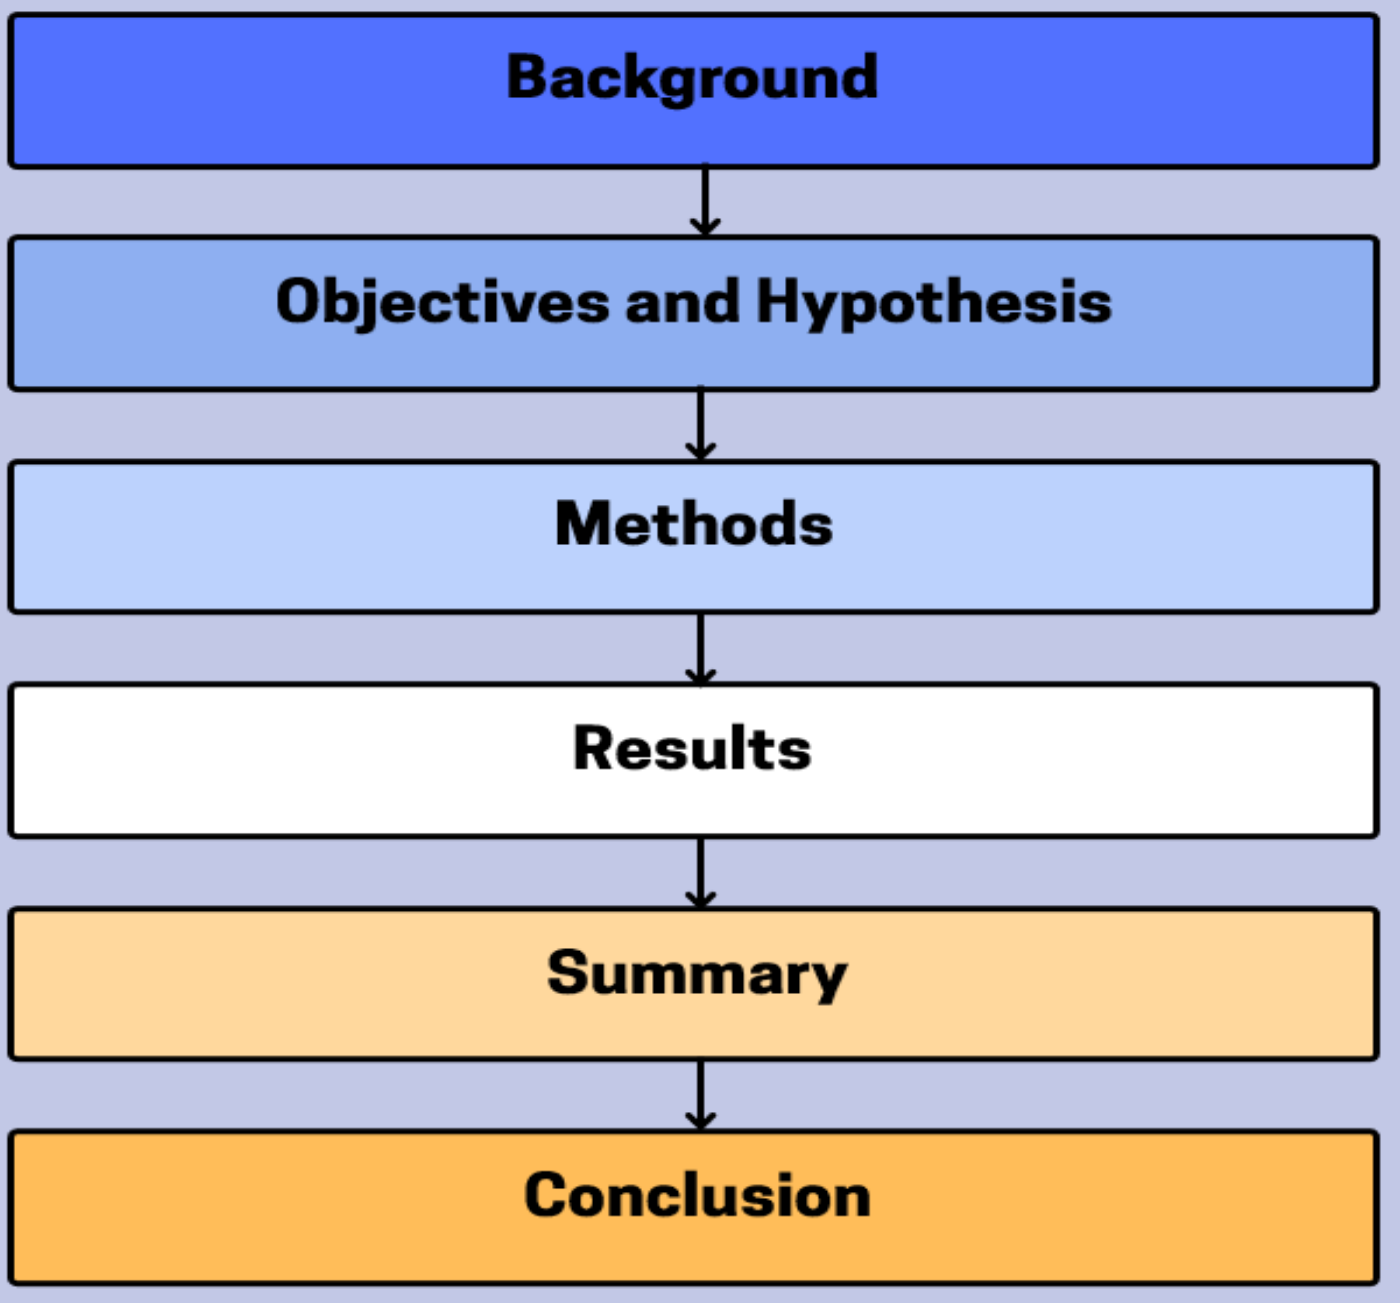 Background
Objectives and Hypothesis
Methods
Results
Summary
Conclusion